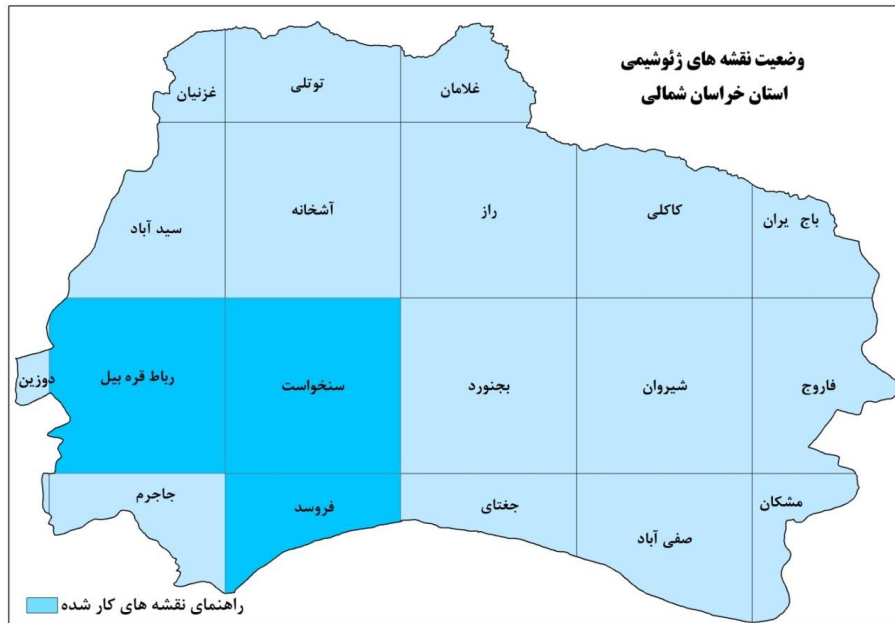 وضعیت نقشه های ژئوشیمی
استان خراسان شمالی
غلامان
توتلی
غزنیان
باج یران
کاکلی
راز
آشخانه
سید آباد
فاروج
شیروان
بجنورد
سنخواست
رباط قره بیل
دوزین
مشکان
صفی آباد
جغتای
فروسد
جاجرم
راهنمای نقشه های کار شده